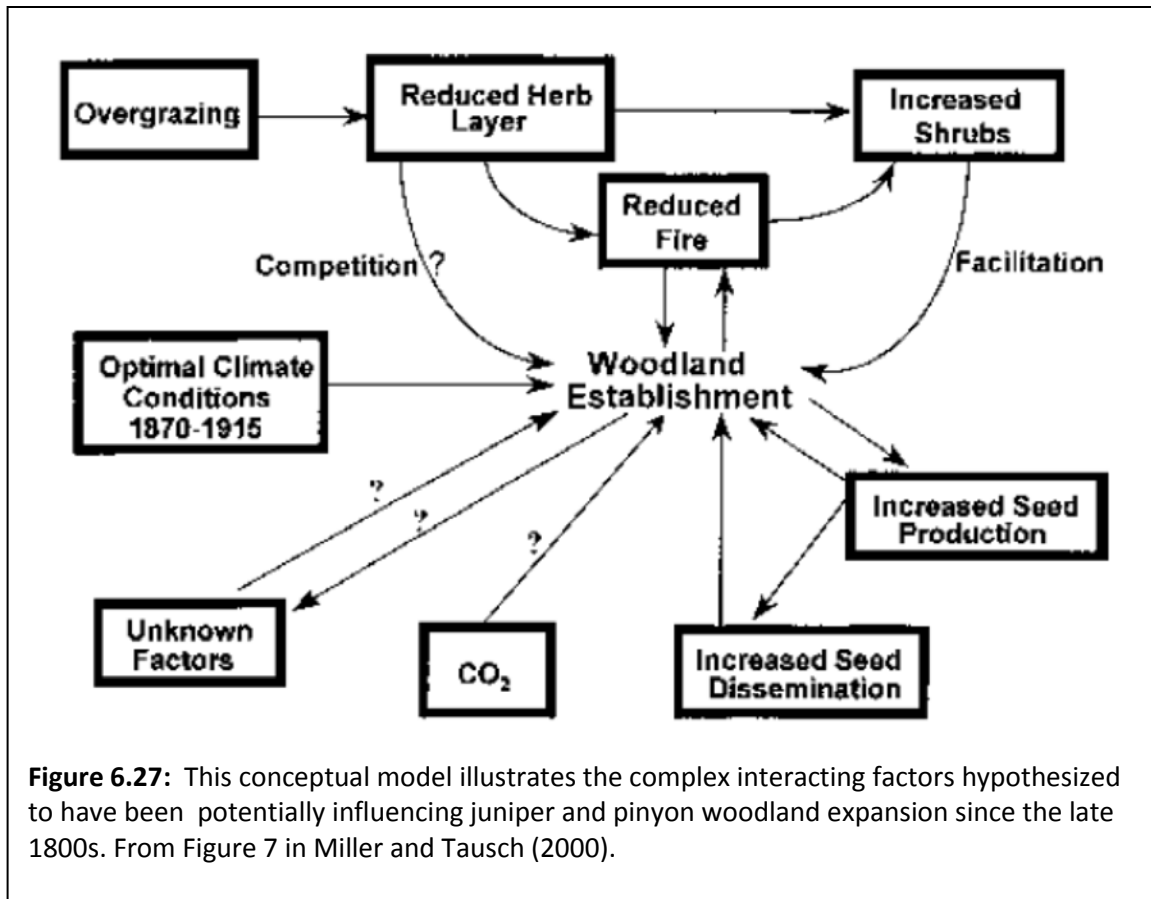 Overgrazing
Reduced Herb
Layer
Increased
Shrubs
Reduced
Fire
Competition ?
Facilitation
Optimal Climate
Conditions
1870-1915
Woodland
Establishment
?
?
?
Increased Seed
Production
Unknown
Factors
CO₂
Increased Seed
Dissemination
Figure 6.27: This conceptual model illustrates the complex interacting factors hypothesized
to have been potentially influencing juniper and pinyon woodland expansion since the late
1800s. From Figure 7 in Miller and Tausch (2000).